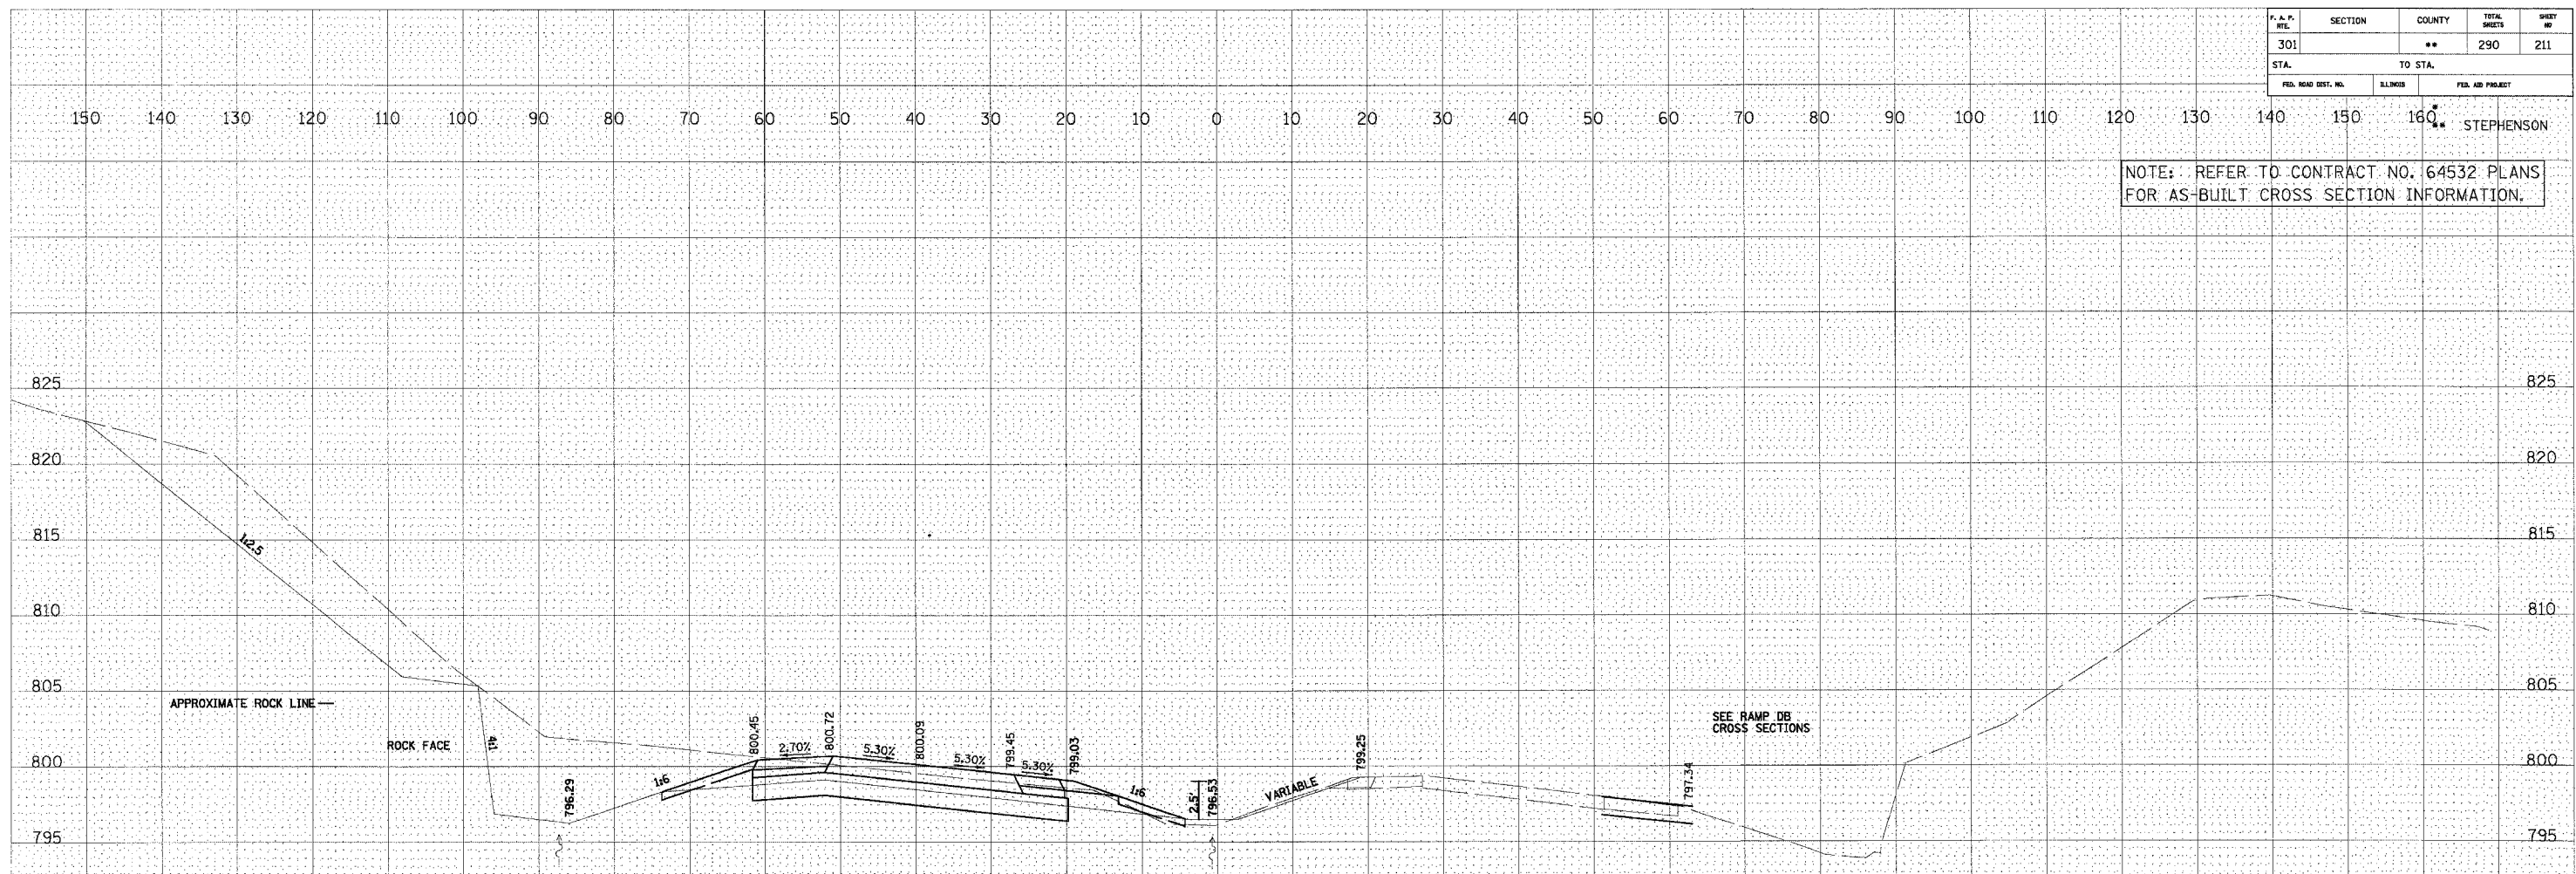 F. A. P. RTE. SECTION COUNTY TOTAL SHEETS SHEET NO
301 ** 290 211
STA. TO STA.
FED. ROAD DIST. NO. ILLINOIS FED. AID PROJECT
*
** STEPHENSON
150 140 130 120 110 100 90 80 70 60 50 40 30 20 10 0 10 20 30 40 50 60 70 80 90 100 110 120 130 140 150 160
NOTE: REFER TO CONTRACT NO. 64532 PLANS
FOR AS-BUILT CROSS SECTION INFORMATION.
825 825
820 820
1:2.5
815 815
810 810
805 805
APPROXIMATE ROCK LINE
SEE RAMP DB
CROSS SECTIONS
ROCK FACE
4:1
800.45 2.70% 800.72 5.30% 800.09 5.30% 799.45 5.30% 799.03
799.25
800 800
1:6 1:6
796.29
2.5'
796.53
VARIABLE
797.34
795 795